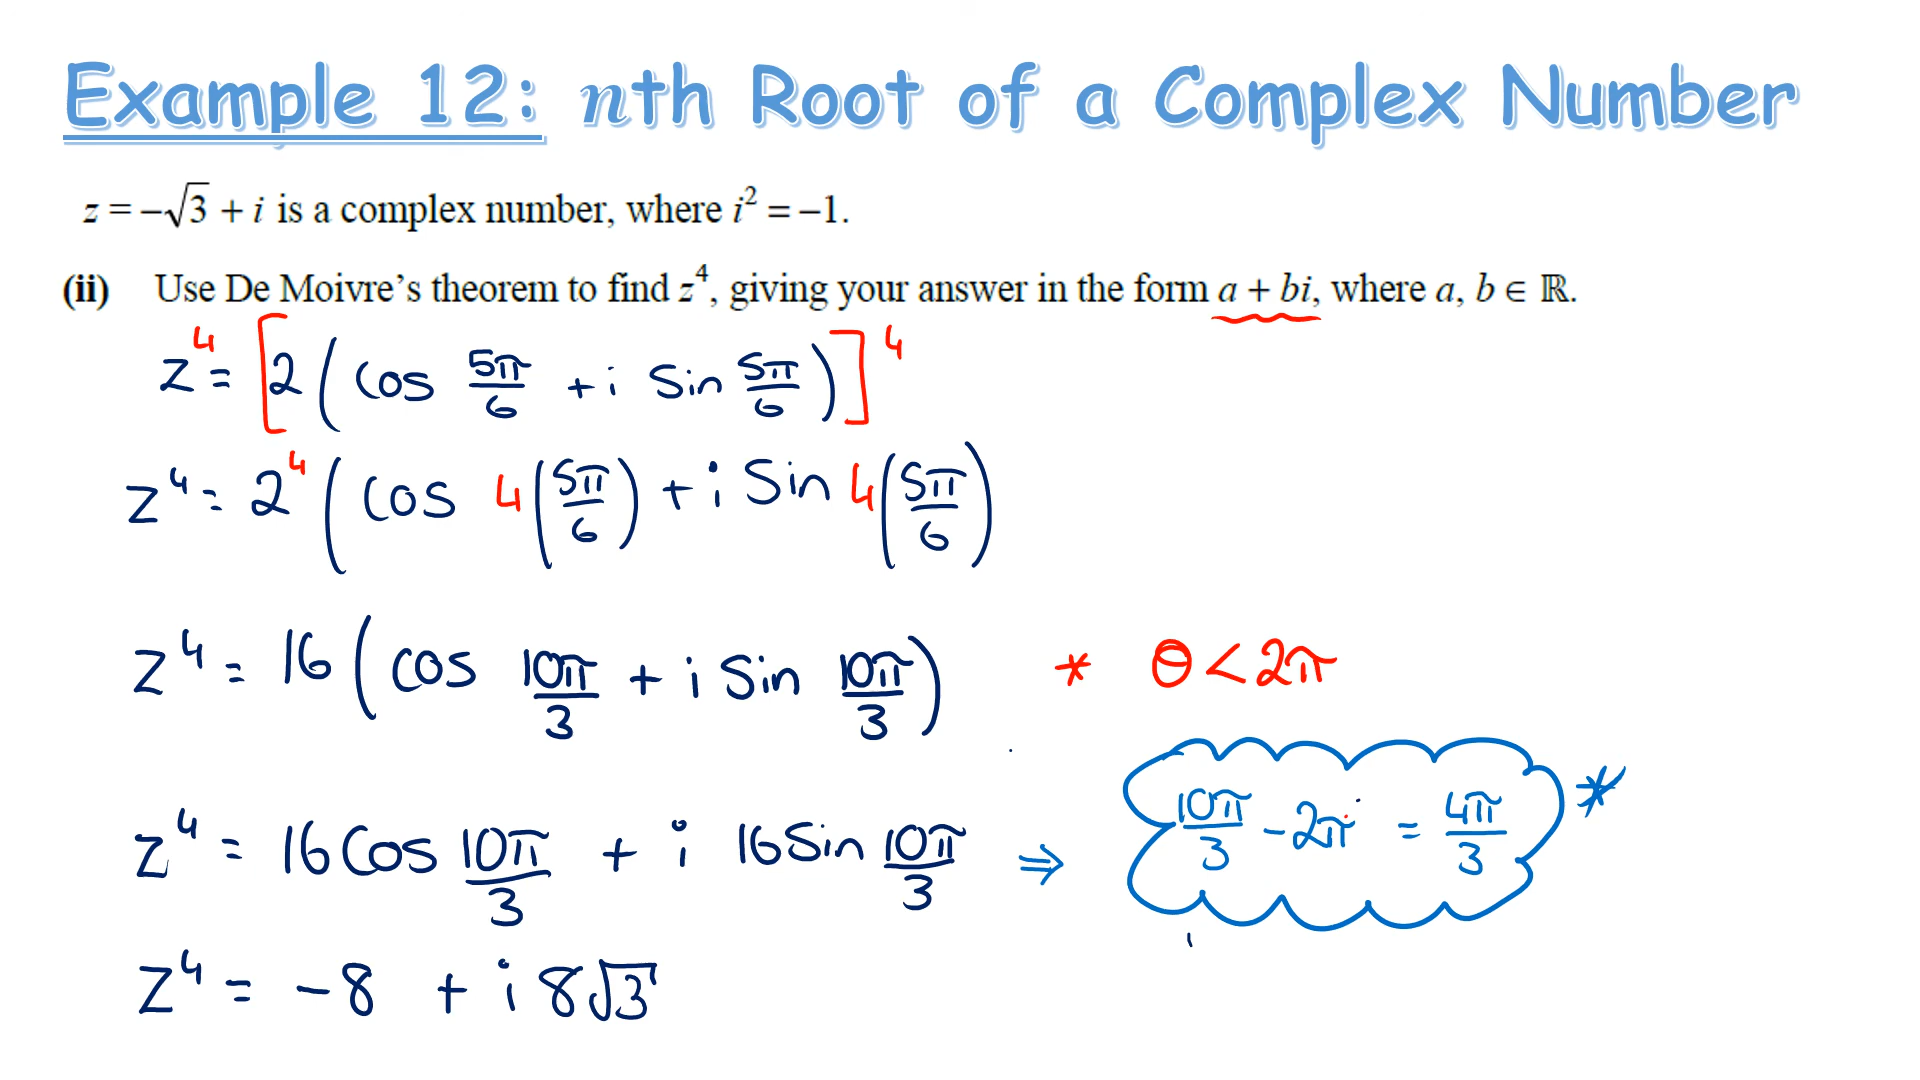 Example 12: nth Root of a Complex Number
z = −√3 + i is a complex number, where i² = −1.
(ii) Use De Moivre's theorem to find z⁴, giving your answer in the form a + bi, where a, b ∈ ℝ.
z⁴ = [2(cos 5π/6 + i Sin 5π/6)]⁴
z⁴ = 2⁴(cos 4(5π/6) + i Sin 4(5π/6)
z⁴ = 16(cos 10π/3 + i Sin 10π/3) * θ < 2π
z⁴ = 16 Cos 10π/3 + i 16 Sin 10π/3 ⇒ 10π/3 − 2π = 4π/3 *
z⁴ = −8 + i 8√3